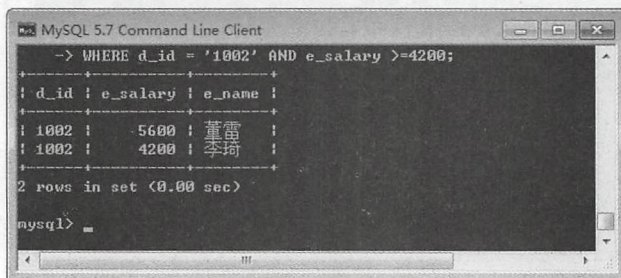 MySQL 5.7 Command Line Client
-> WHERE d_id = '1002' AND e_salary >=4200;
+------+----------+--------+
| d_id | e_salary | e_name |
+------+----------+--------+
| 1002 | 5600 | 董雷 |
| 1002 | 4200 | 李琦 |
+------+----------+--------+
2 rows in set (0.00 sec)
mysql>